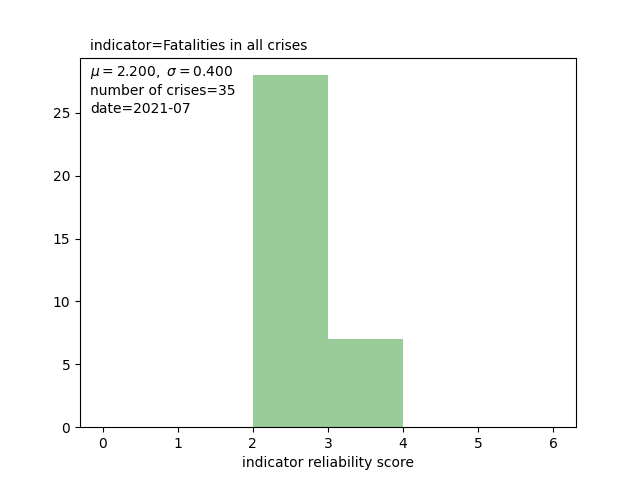 indicator=Fatalities in all crises
μ = 2.200, σ = 0.400
number of crises=35
date=2021-07
25
20
15
10
5
0
0 1 2 3 4 5 6
indicator reliability score